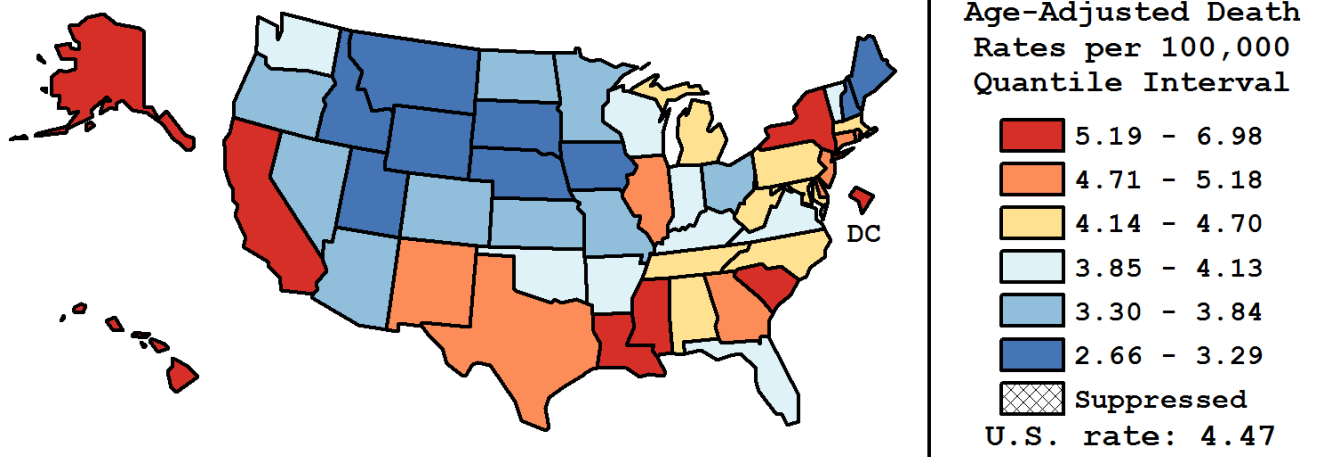 Age-Adjusted Death
Rates per 100,000
Quantile Interval
5.19 - 6.98
4.71 - 5.18
4.14 - 4.70
3.85 - 4.13
3.30 - 3.84
2.66 - 3.29
Suppressed
U.S. rate: 4.47
DC